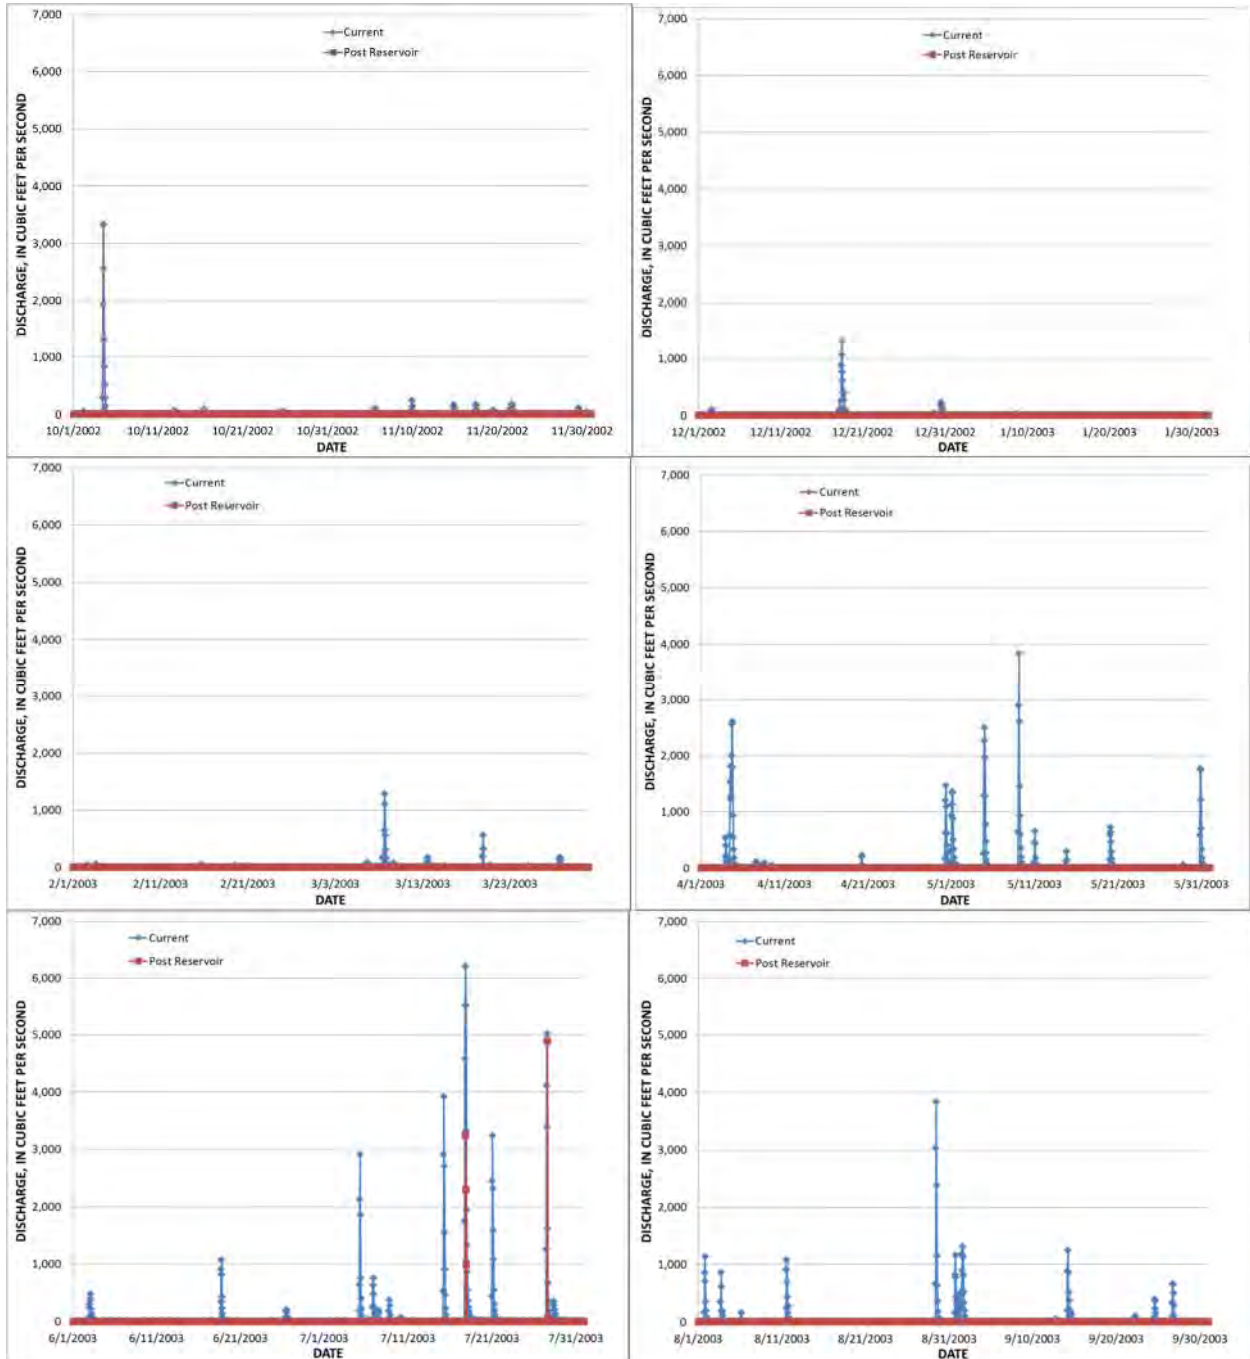 7,000
6,000
5,000
4,000
3,000
2,000
1,000
0
DISCHARGE, IN CUBIC FEET PER SECOND
Current
Post Reservoir
10/1/2002 10/11/2002 10/21/2002 10/31/2002 11/10/2002 11/20/2002 11/30/2002
DATE
7,000
6,000
5,000
4,000
3,000
2,000
1,000
0
DISCHARGE, IN CUBIC FEET PER SECOND
Current
Post Reservoir
12/1/2002 12/11/2002 12/21/2002 12/31/2002 1/10/2003 1/20/2003 1/30/2003
DATE
7,000
6,000
5,000
4,000
3,000
2,000
1,000
0
DISCHARGE, IN CUBIC FEET PER SECOND
Current
Post Reservoir
2/1/2003 2/11/2003 2/21/2003 3/3/2003 3/13/2003 3/23/2003
DATE
7,000
6,000
5,000
4,000
3,000
2,000
1,000
0
DISCHARGE, IN CUBIC FEET PER SECOND
Current
Post Reservoir
4/1/2003 4/11/2003 4/21/2003 5/1/2003 5/11/2003 5/21/2003 5/31/2003
DATE
7,000
6,000
5,000
4,000
3,000
2,000
1,000
0
DISCHARGE, IN CUBIC FEET PER SECOND
Current
Post Reservoir
6/1/2003 6/11/2003 6/21/2003 7/1/2003 7/11/2003 7/21/2003 7/31/2003
DATE
7,000
6,000
5,000
4,000
3,000
2,000
1,000
0
DISCHARGE, IN CUBIC FEET PER SECOND
Current
Post Reservoir
8/1/2003 8/11/2003 8/21/2003 8/31/2003 9/10/2003 9/20/2003 9/30/2003
DATE